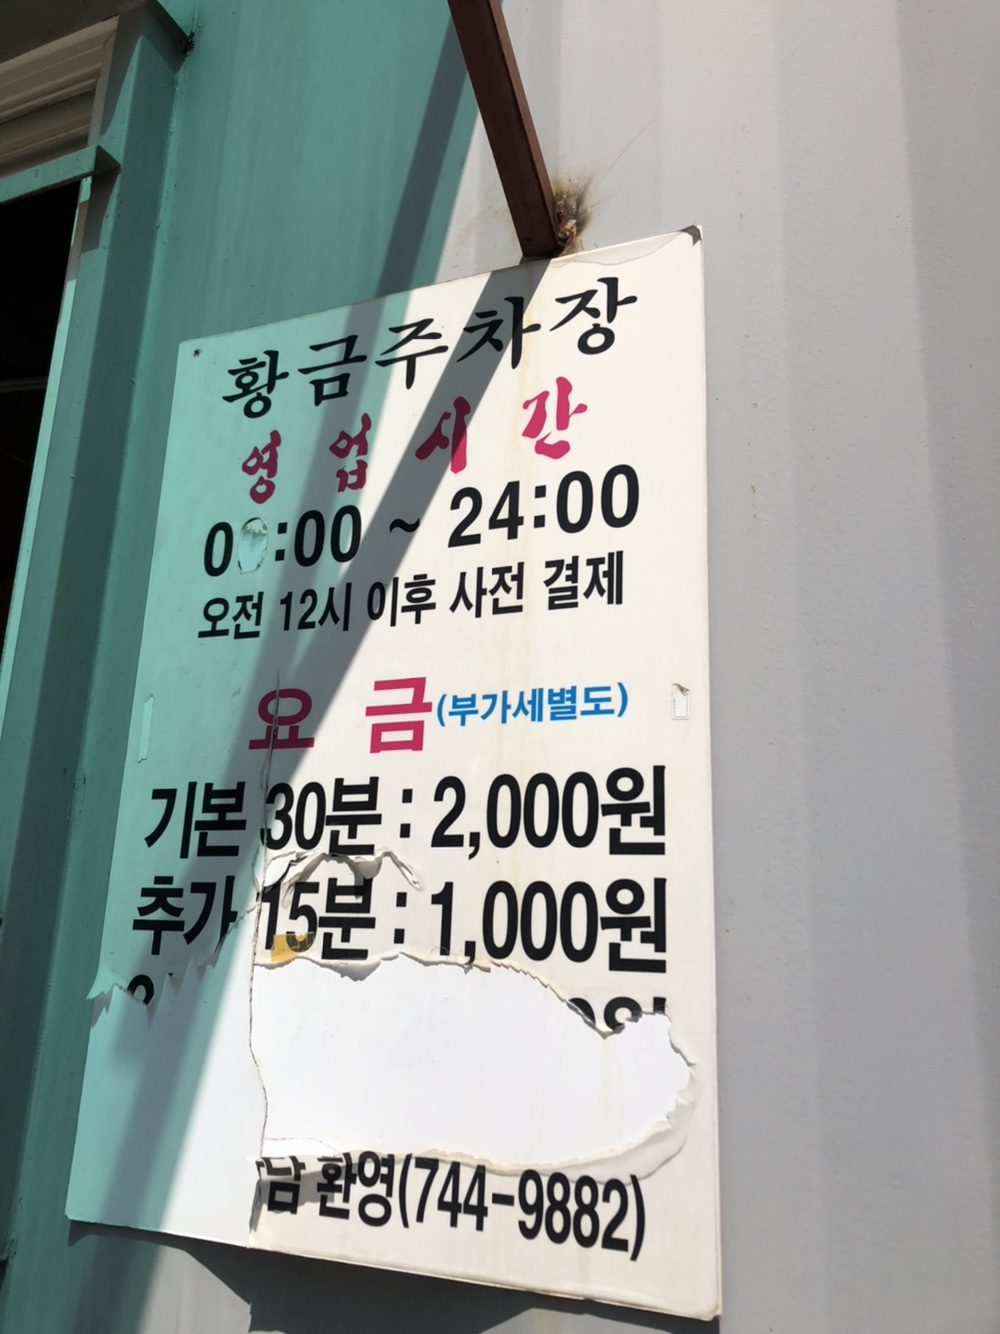 황금주차장
영업시간
0 :00 ~ 24:00
오전 12시 이후 사전 결제
요 금(부가세별도)
기본 30분 : 2,000원
추가 15분 : 1,000원
환영(744-9882)